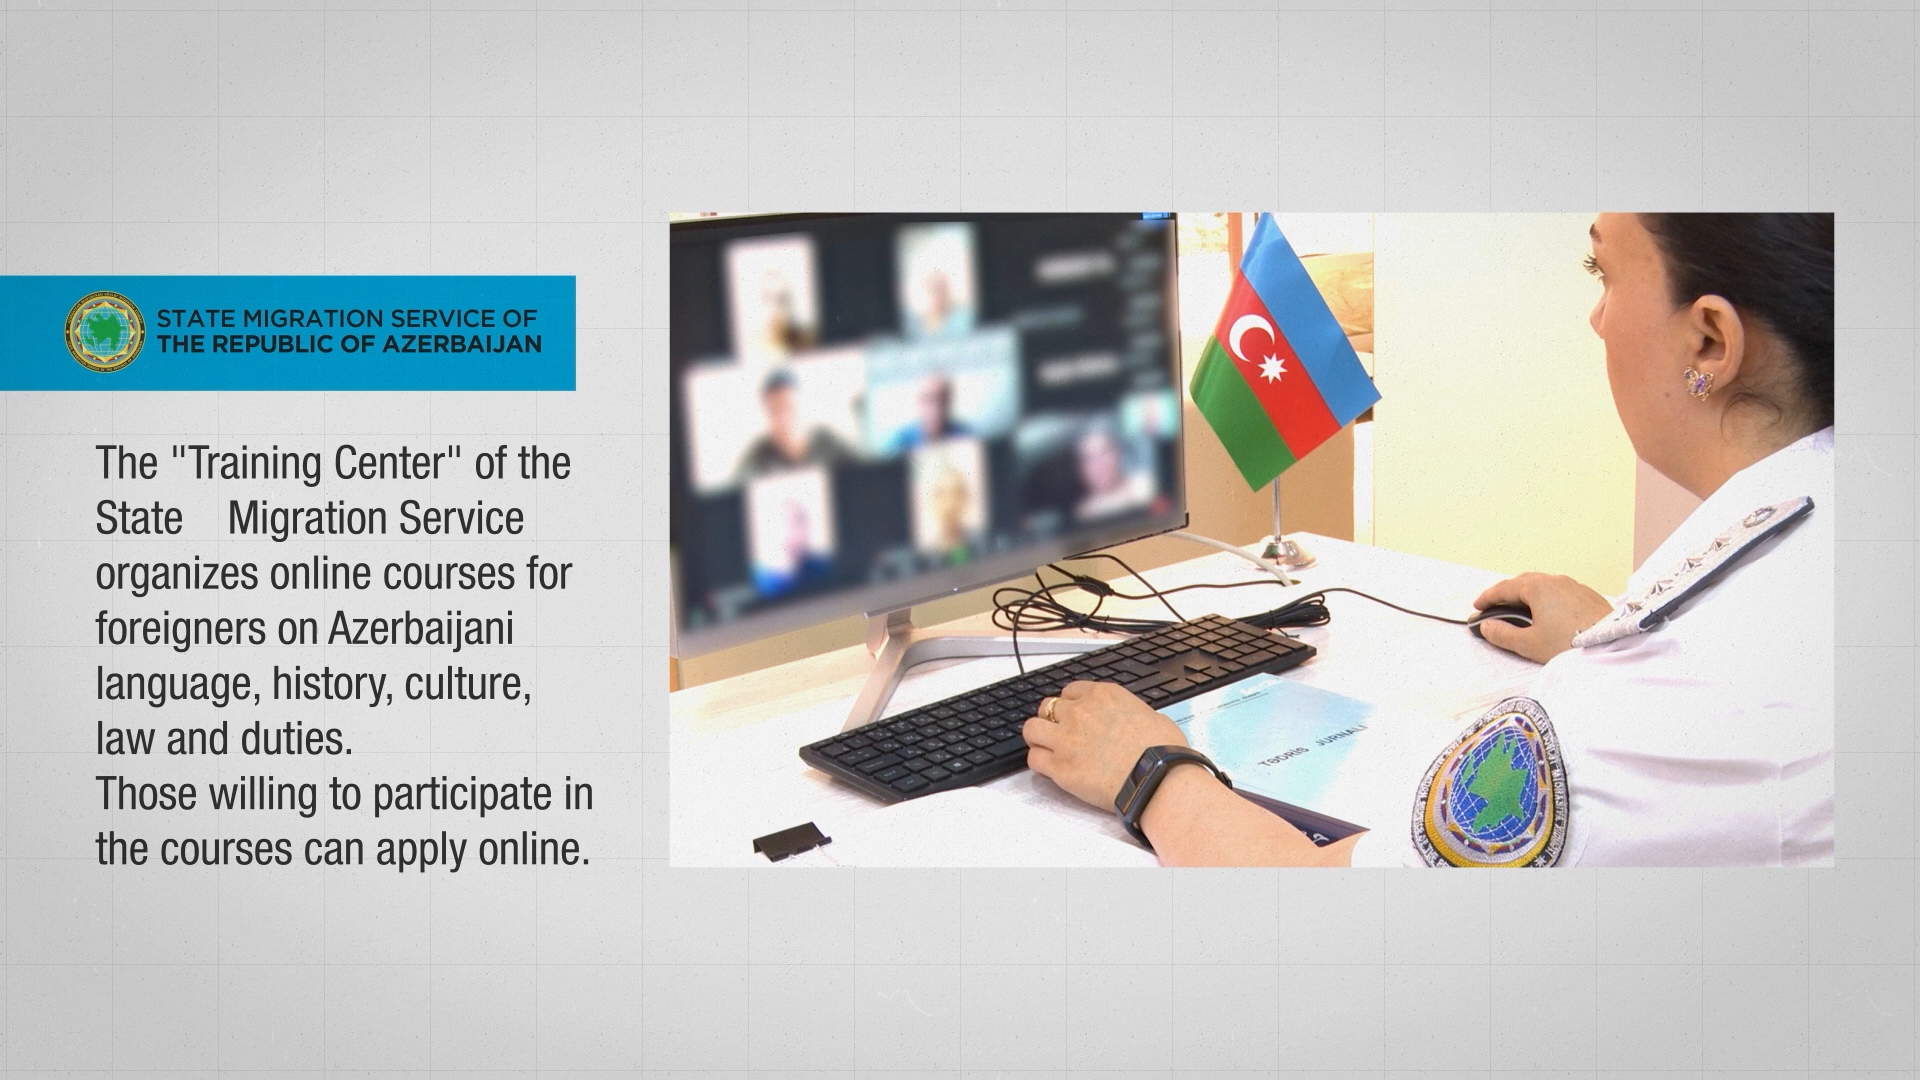 STATE MIGRATION SERVICE OF
THE REPUBLIC OF AZERBAIJAN
The "Training Center" of the
State Migration Service
organizes online courses for
foreigners on Azerbaijani
language, history, culture,
law and duties.
Those willing to participate in
the courses can apply online.
TƏDRİS JURNALI